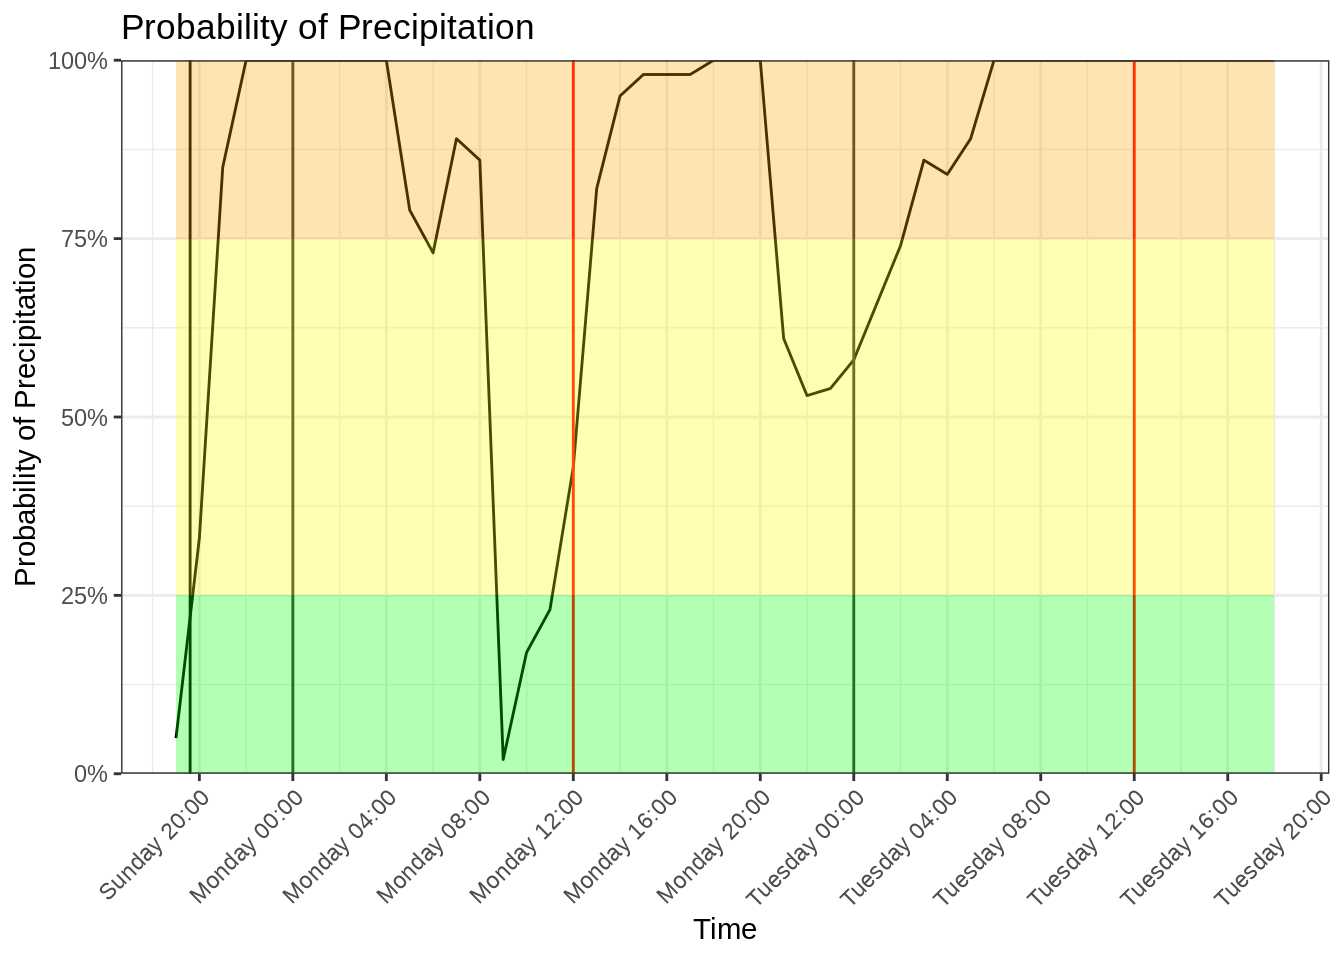 Probability of Precipitation
Probability of Precipitation
100%
75%
50%
25%
0%
Sunday 20:00
Monday 00:00
Monday 04:00
Monday 08:00
Monday 12:00
Monday 16:00
Monday 20:00
Tuesday 00:00
Tuesday 04:00
Tuesday 08:00
Tuesday 12:00
Tuesday 16:00
Tuesday 20:00
Time